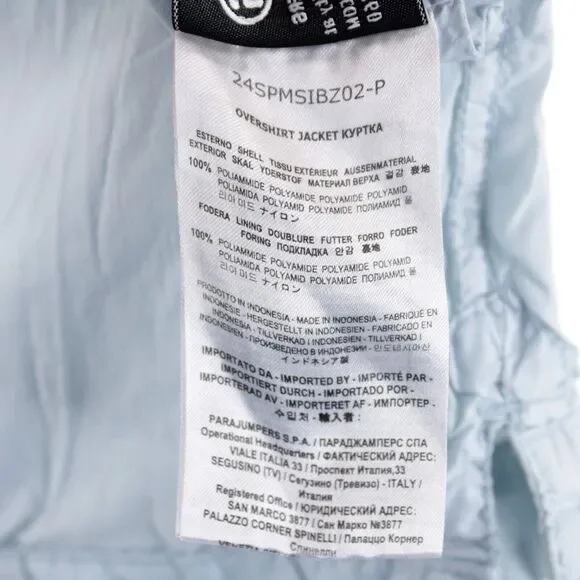 24SPMSIBZ02-P
OVERSHIRT JACKET КУРТКА
ESTERNO SHELL TISSU EXTÉRIEUR AUSSENMATERIAL
EXTERIOR SKAL YDERSTOF МАТЕРИАЛ ВЕРХА 겉감 表地
100% POLIAMMIDE POLYAMIDE POLYAMIDE POLYAMID
POLIAMIDA POLYAMID POLYAMIDE ПОЛИАМИД 폴
리아미드 ナイロン
FODERA LINING DOUBLURE FUTTER FORRO FODER
FORING ПОДКЛАДКА 안감 裏地
100% POLIAMMIDE POLYAMIDE POLYAMIDE POLYAMID
POLIAMIDA POLYAMID POLYAMIDE ПОЛИАМИД 폴
리아미드 ナイロン
PRODOTTO IN INDONESIA - MADE IN INDONESIA - FABRIQUÉ EN
INDONÉSIE - HERGESTELLT IN INDONESIEN - FABRICADO EN
INDONESIA - TILLVERKAD I INDONESIEN - TILLVERKAD I
INDONESIEN - ПРОИЗВЕДЕНО В ИНДОНЕЗИИ - 인도네시아산
インドネシア製
IMPORTATO DA - IMPORTED BY - IMPORTÉ PAR -
IMPORTIERT DURCH - IMPORTADO POR -
IMPORTERAD AV - IMPORTERET AF - ИМПОРТЕР -
수입처 - 輸入者 :
PARAJUMPERS S.P.A. / ПАРАДЖАМПЕРС СПА
Operational Headquarters / ФАКТИЧЕСКИЙ АДРЕС:
VIALE ITALIA 33 / Проспект Италия,33
SEGUSINO (TV) / Сегузино (Тревизо) - ITALY /
Италия
Registered Office / ЮРИДИЧЕСКИЙ АДРЕС:
SAN MARCO 3877 / Сан Марко №3877
PALAZZO CORNER SPINELLI / Палаццо Корнер
Спинелли